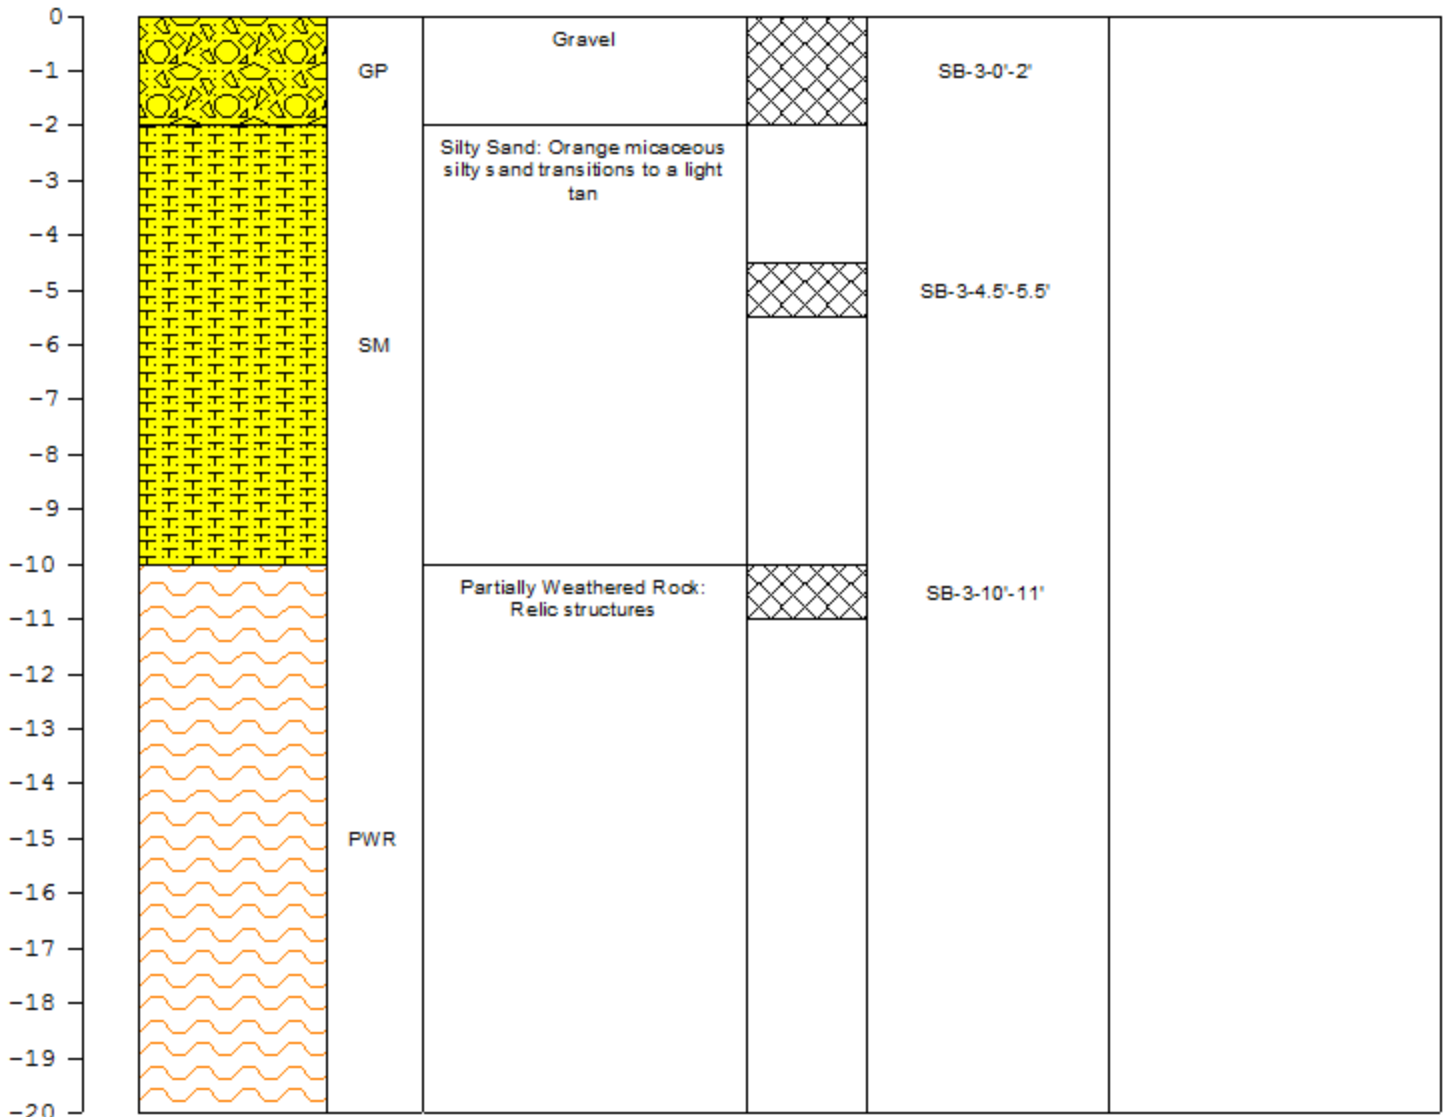 0
-1
-2
-3
-4
-5
-6
-7
-8
-9
-10
-11
-12
-13
-14
-15
-16
-17
-18
-19
-20
GP
SM
PWR
Gravel
Silty Sand: Orange micaceous
silty sand transitions to a light
tan
Partially Weathered Rock:
Relic structures
SB-3-0'-2'
SB-3-4.5'-5.5'
SB-3-10'-11'